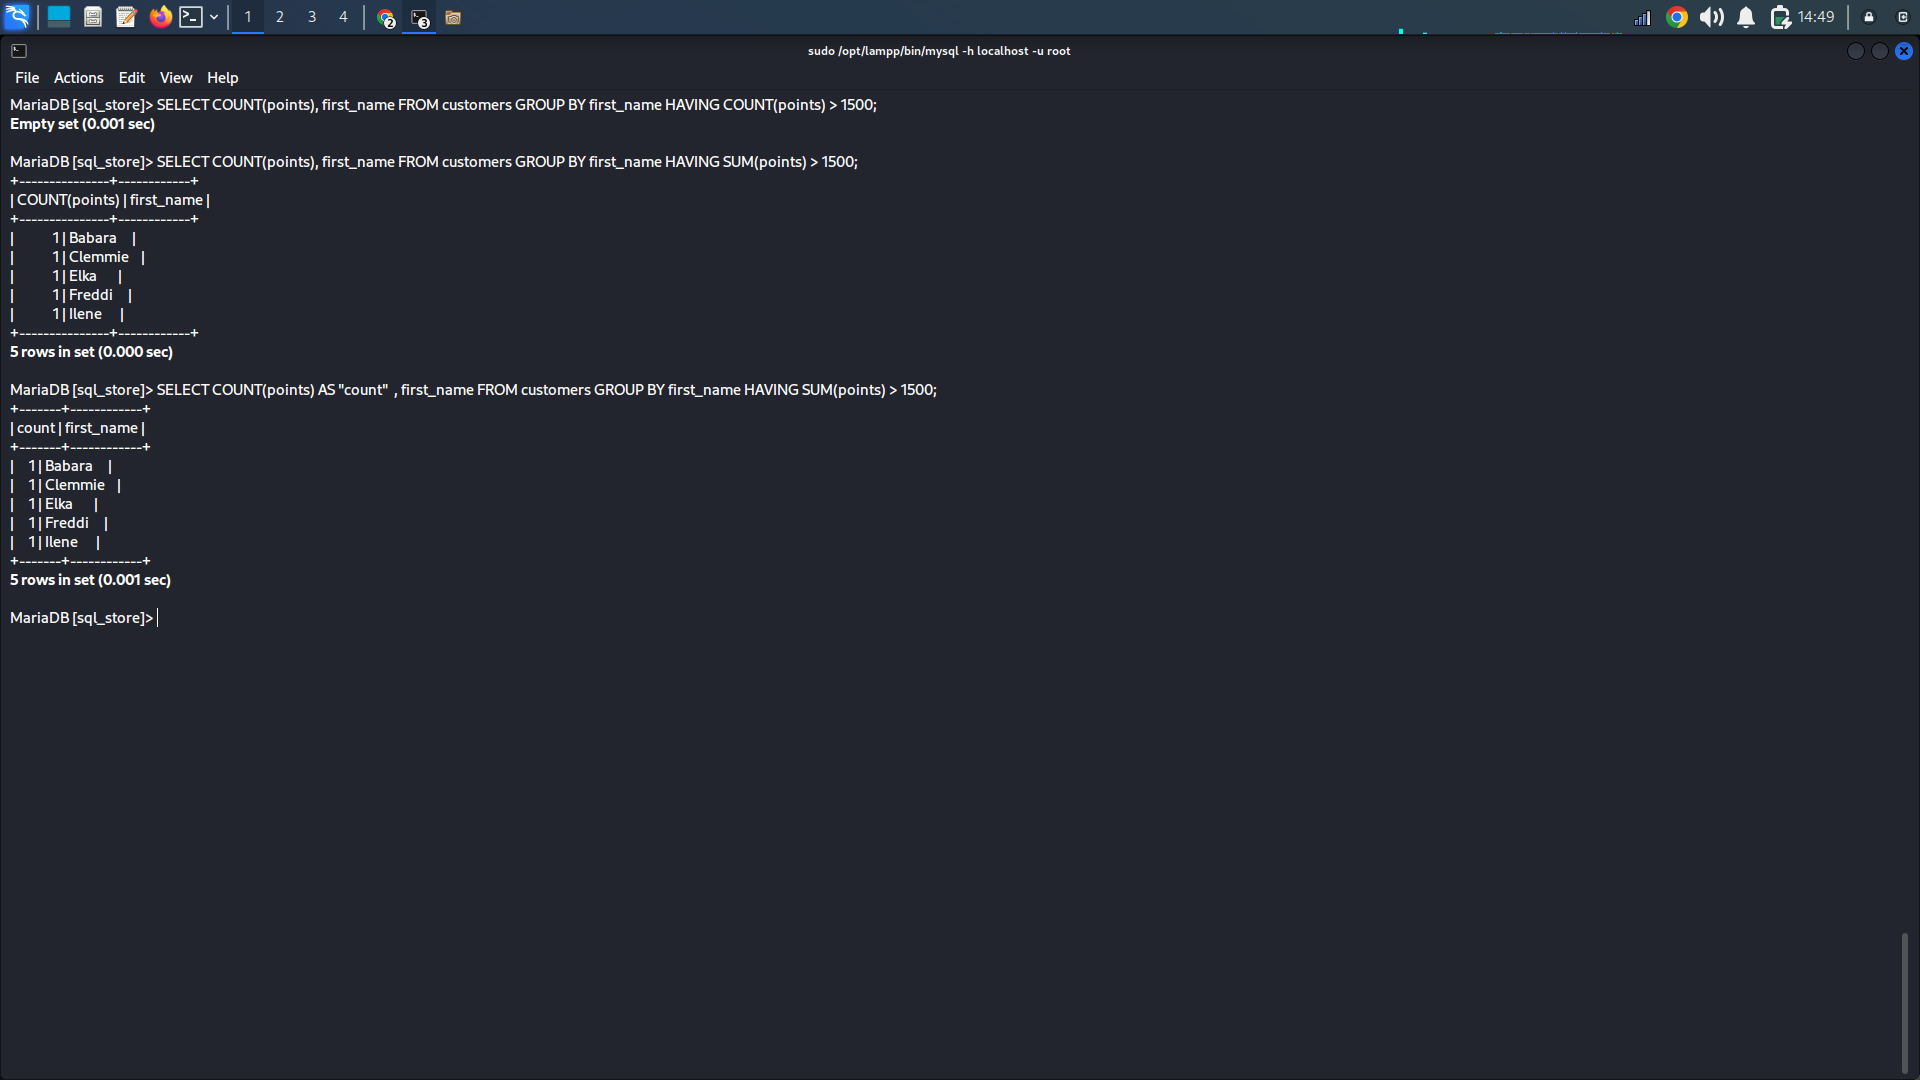 1 2 3 4 2 3 14:49
sudo /opt/lampp/bin/mysql -h localhost -u root
File Actions Edit View Help
MariaDB [sql_store]> SELECT COUNT(points), first_name FROM customers GROUP BY first_name HAVING COUNT(points) > 1500;
Empty set (0.001 sec)
MariaDB [sql_store]> SELECT COUNT(points), first_name FROM customers GROUP BY first_name HAVING SUM(points) > 1500;
+---------------+------------+
| COUNT(points) | first_name |
+---------------+------------+
|             1 | Babara     |
|             1 | Clemmie    |
|             1 | Elka       |
|             1 | Freddi     |
|             1 | Ilene      |
+---------------+------------+
5 rows in set (0.000 sec)
MariaDB [sql_store]> SELECT COUNT(points) AS "count" , first_name FROM customers GROUP BY first_name HAVING SUM(points) > 1500;
+-------+------------+
| count | first_name |
+-------+------------+
|     1 | Babara     |
|     1 | Clemmie    |
|     1 | Elka       |
|     1 | Freddi     |
|     1 | Ilene      |
+-------+------------+
5 rows in set (0.001 sec)
MariaDB [sql_store]>